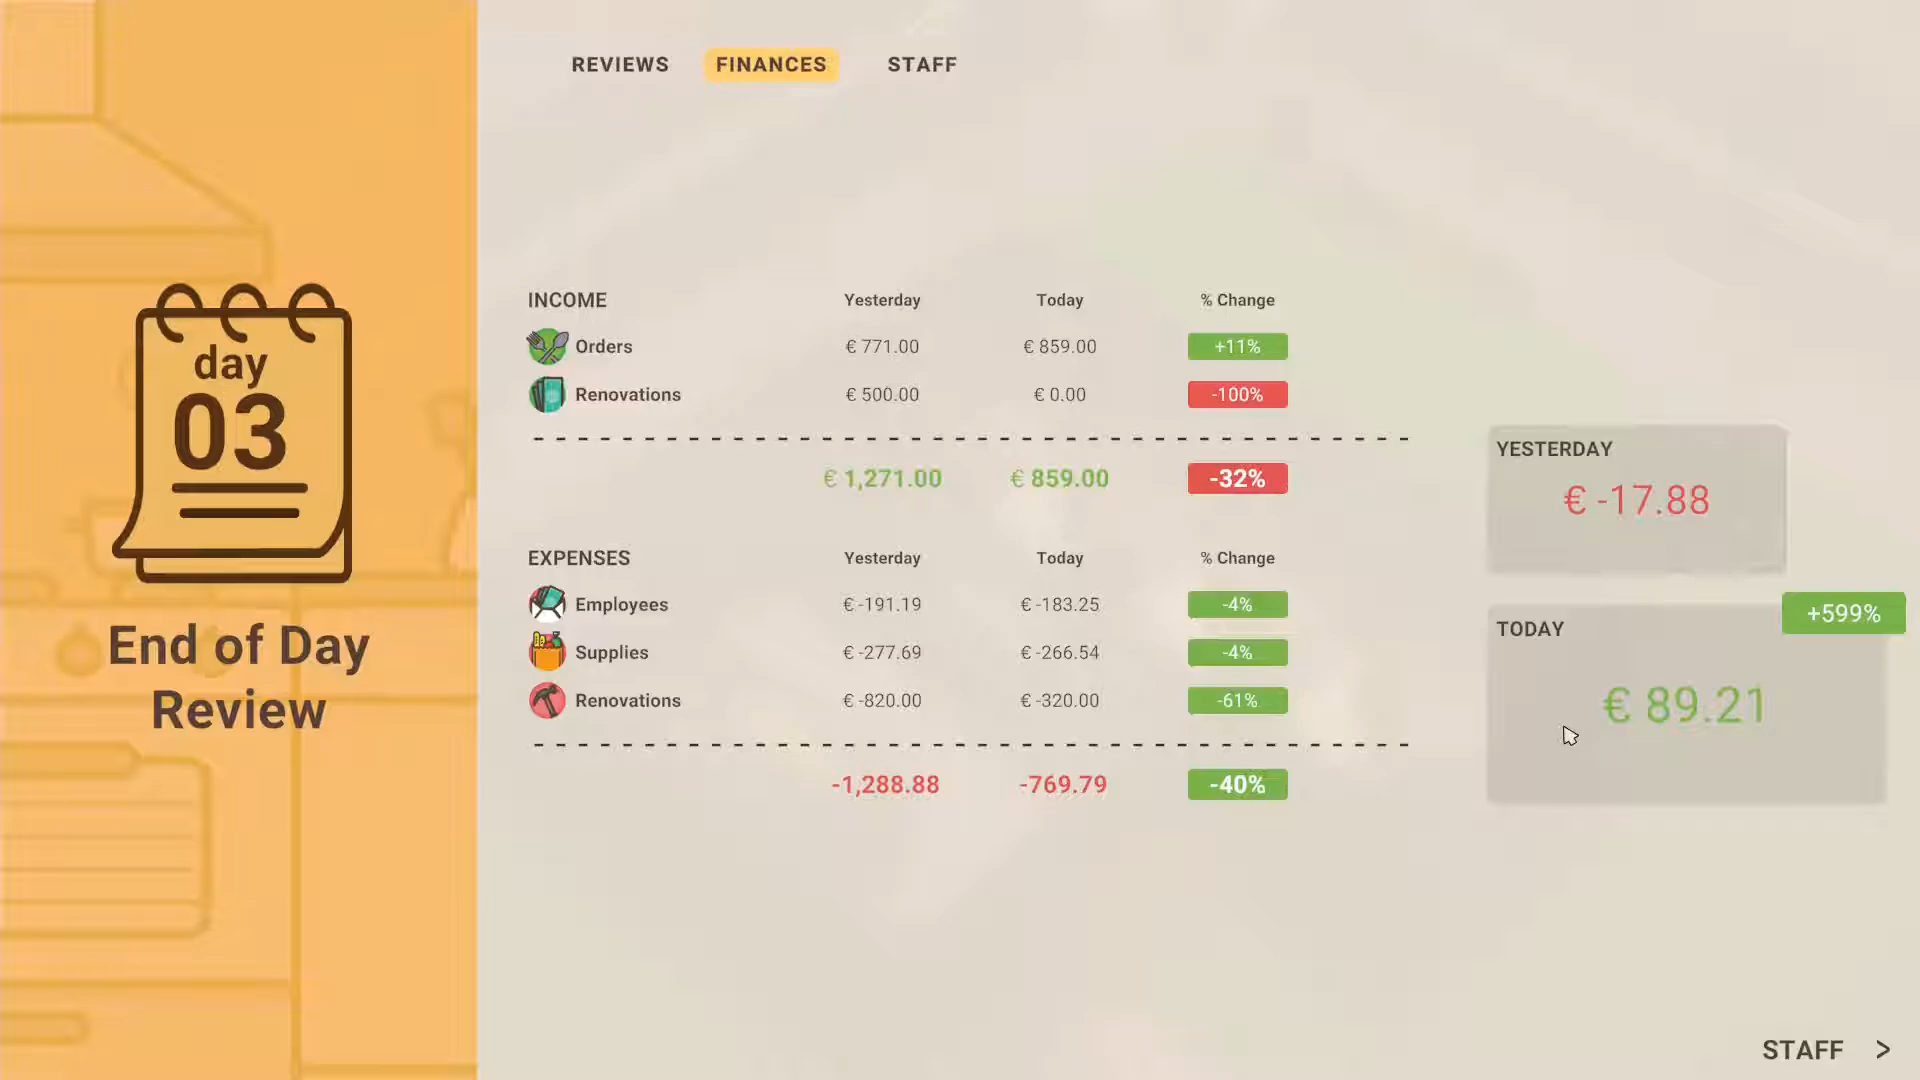 REVIEWS FINANCES STAFF
day
03
End of Day
Review
INCOME Yesterday Today % Change
Orders € 771.00 € 859.00 +11%
Renovations € 500.00 € 0.00 -100%
€ 1,271.00 € 859.00 -32%
EXPENSES Yesterday Today % Change
Employees € -191.19 € -183.25 -4%
Supplies € -277.69 € -266.54 -4%
Renovations € -820.00 € -320.00 -61%
-1,288.88 -769.79 -40%
YESTERDAY
€ -17.88
+599%
TODAY
€ 89.21
STAFF >